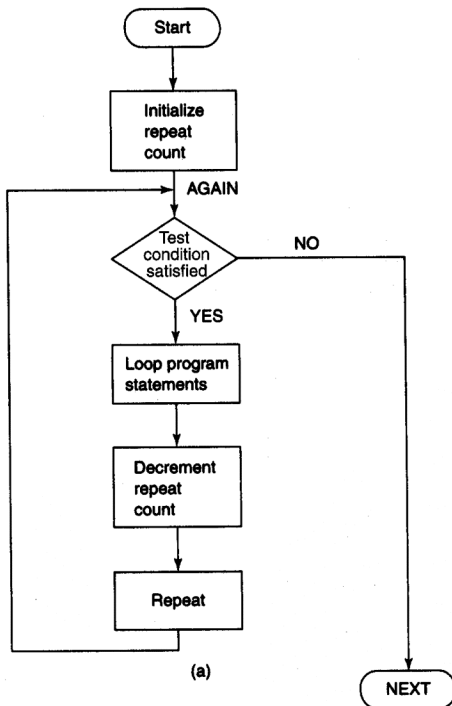 Start
Initialize
repeat
count
AGAIN
Test
condition
satisfied
NO
YES
Loop program
statements
Decrement
repeat
count
Repeat
(a)
NEXT